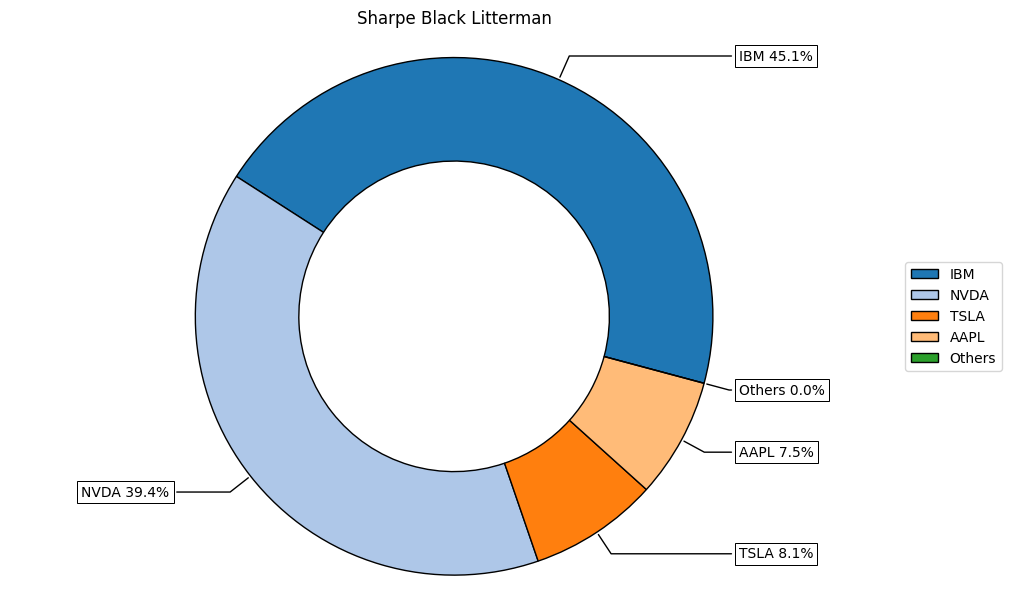 Sharpe Black Litterman
IBM 45.1%
Others 0.0%
AAPL 7.5%
NVDA 39.4%
TSLA 8.1%
IBM
NVDA
TSLA
AAPL
Others